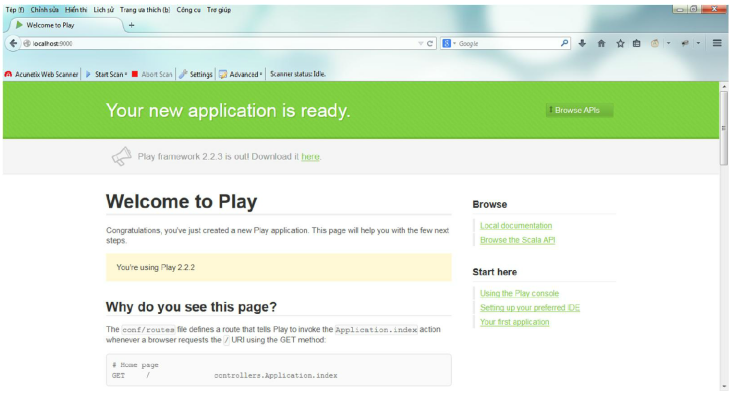 Tệp (f) Chỉnh sửa Hiển thị Lịch sử Trang ưa thích (b) Công cụ Trợ giúp
Welcome to Play
localhost:9000
Google
Acunetix Web Scanner Start Scan Abort Scan Settings Advanced Scanner status: Idle.
Your new application is ready.
Browse APIs
Play framework 2.2.3 is out! Download it here.
Welcome to Play
Congratulations, you've just created a new Play application. This page will help you with the few next
steps.
You're using Play 2.2.2
Why do you see this page?
The conf/routes file defines a route that tells Play to invoke the Application.index action
whenever a browser requests the / URI using the GET method:
# Home page
GET / controllers.Application.index
Browse
Local documentation
Browse the Scala API
Start here
Using the Play console
Setting up your preferred IDE
Your first application